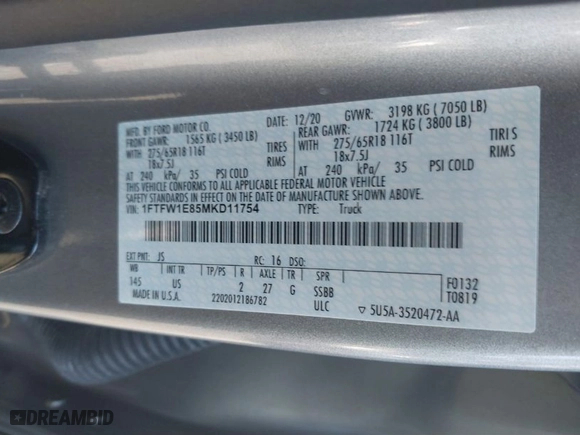 MFD. BY FORD MOTOR CO. 12/20 GVWR: 3198 KG ( 7050 LB)
FRONT GAWR: 1565 KG ( 3450 LB) REAR GAWR: 1724 KG ( 3800 LB)
WITH 275/65R18 116T TIRES WITH 275/65R18 116T TIRES
18x7.5J RIMS 18x7.5J RIMS
AT 240 kPa/ 35 PSI COLD AT 240 kPa/ 35 PSI COLD
THIS VEHICLE CONFORMS TO ALL APPLICABLE FEDERAL MOTOR VEHICLE
SAFETY STANDARDS IN EFFECT ON THE DATE OF MANUFACTURE SHOWN ABOVE.
VIN: 1FTFW1E85MKD11754 TYPE: Truck
EXT PNT: JS RC: 16 DSO:
WB INT TR TP/PS R AXLE TR SPR F0132
145 US 2 27 G SSBB T0819
MADE IN U.S.A. 2202012186782 ULC ▽ 5U5A-3520472-AA
DREAMBID